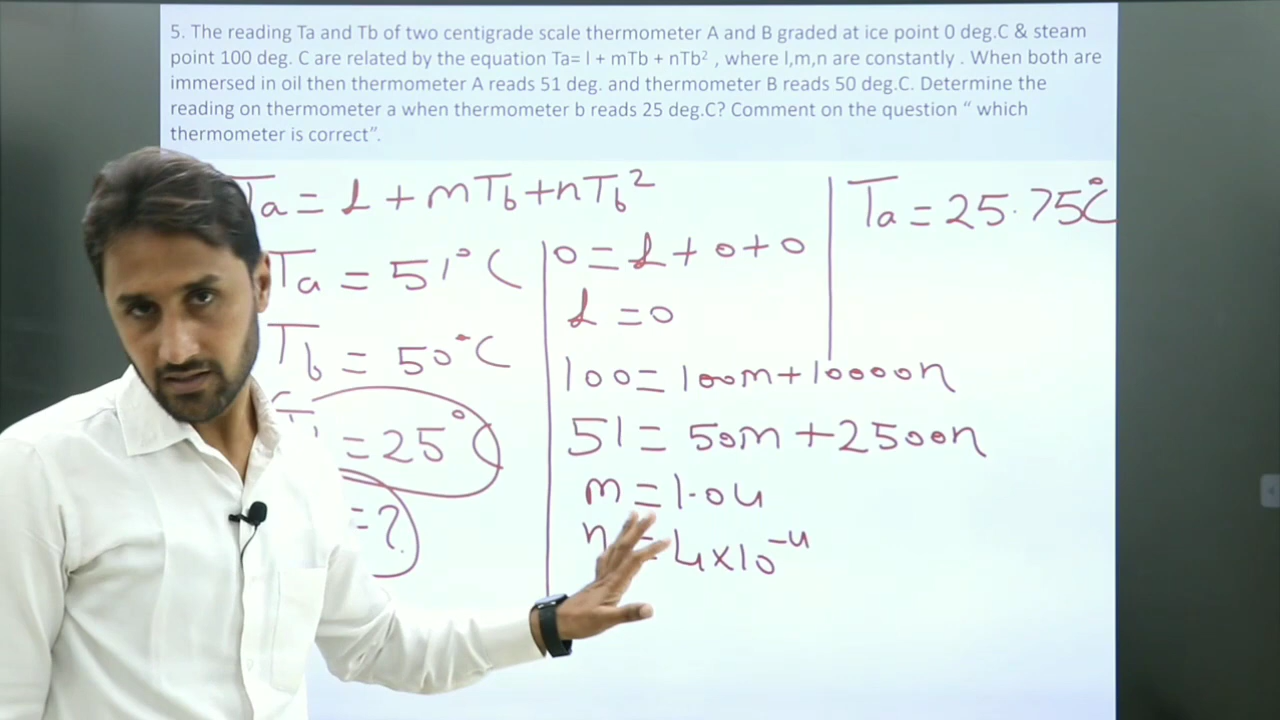 5. The reading Ta and Tb of two centigrade scale thermometer A and B graded at ice point 0 deg.C & steam
point 100 deg. C are related by the equation Ta= l + mTb + nTb² , where l,m,n are constantly . When both are
immersed in oil then thermometer A reads 51 deg. and thermometer B reads 50 deg.C. Determine the
reading on thermometer a when thermometer b reads 25 deg.C? Comment on the question “ which
thermometer is correct”.
Ta = l + mTb + nTb²
Ta = 51°C
Tb = 50°C
= 25°C
= ?
0 = l + 0 + 0
l = 0
100 = 100m + 10000n
51 = 50m + 2500n
m = 1.04
n = 4x10⁻⁴
Ta = 25.75°C